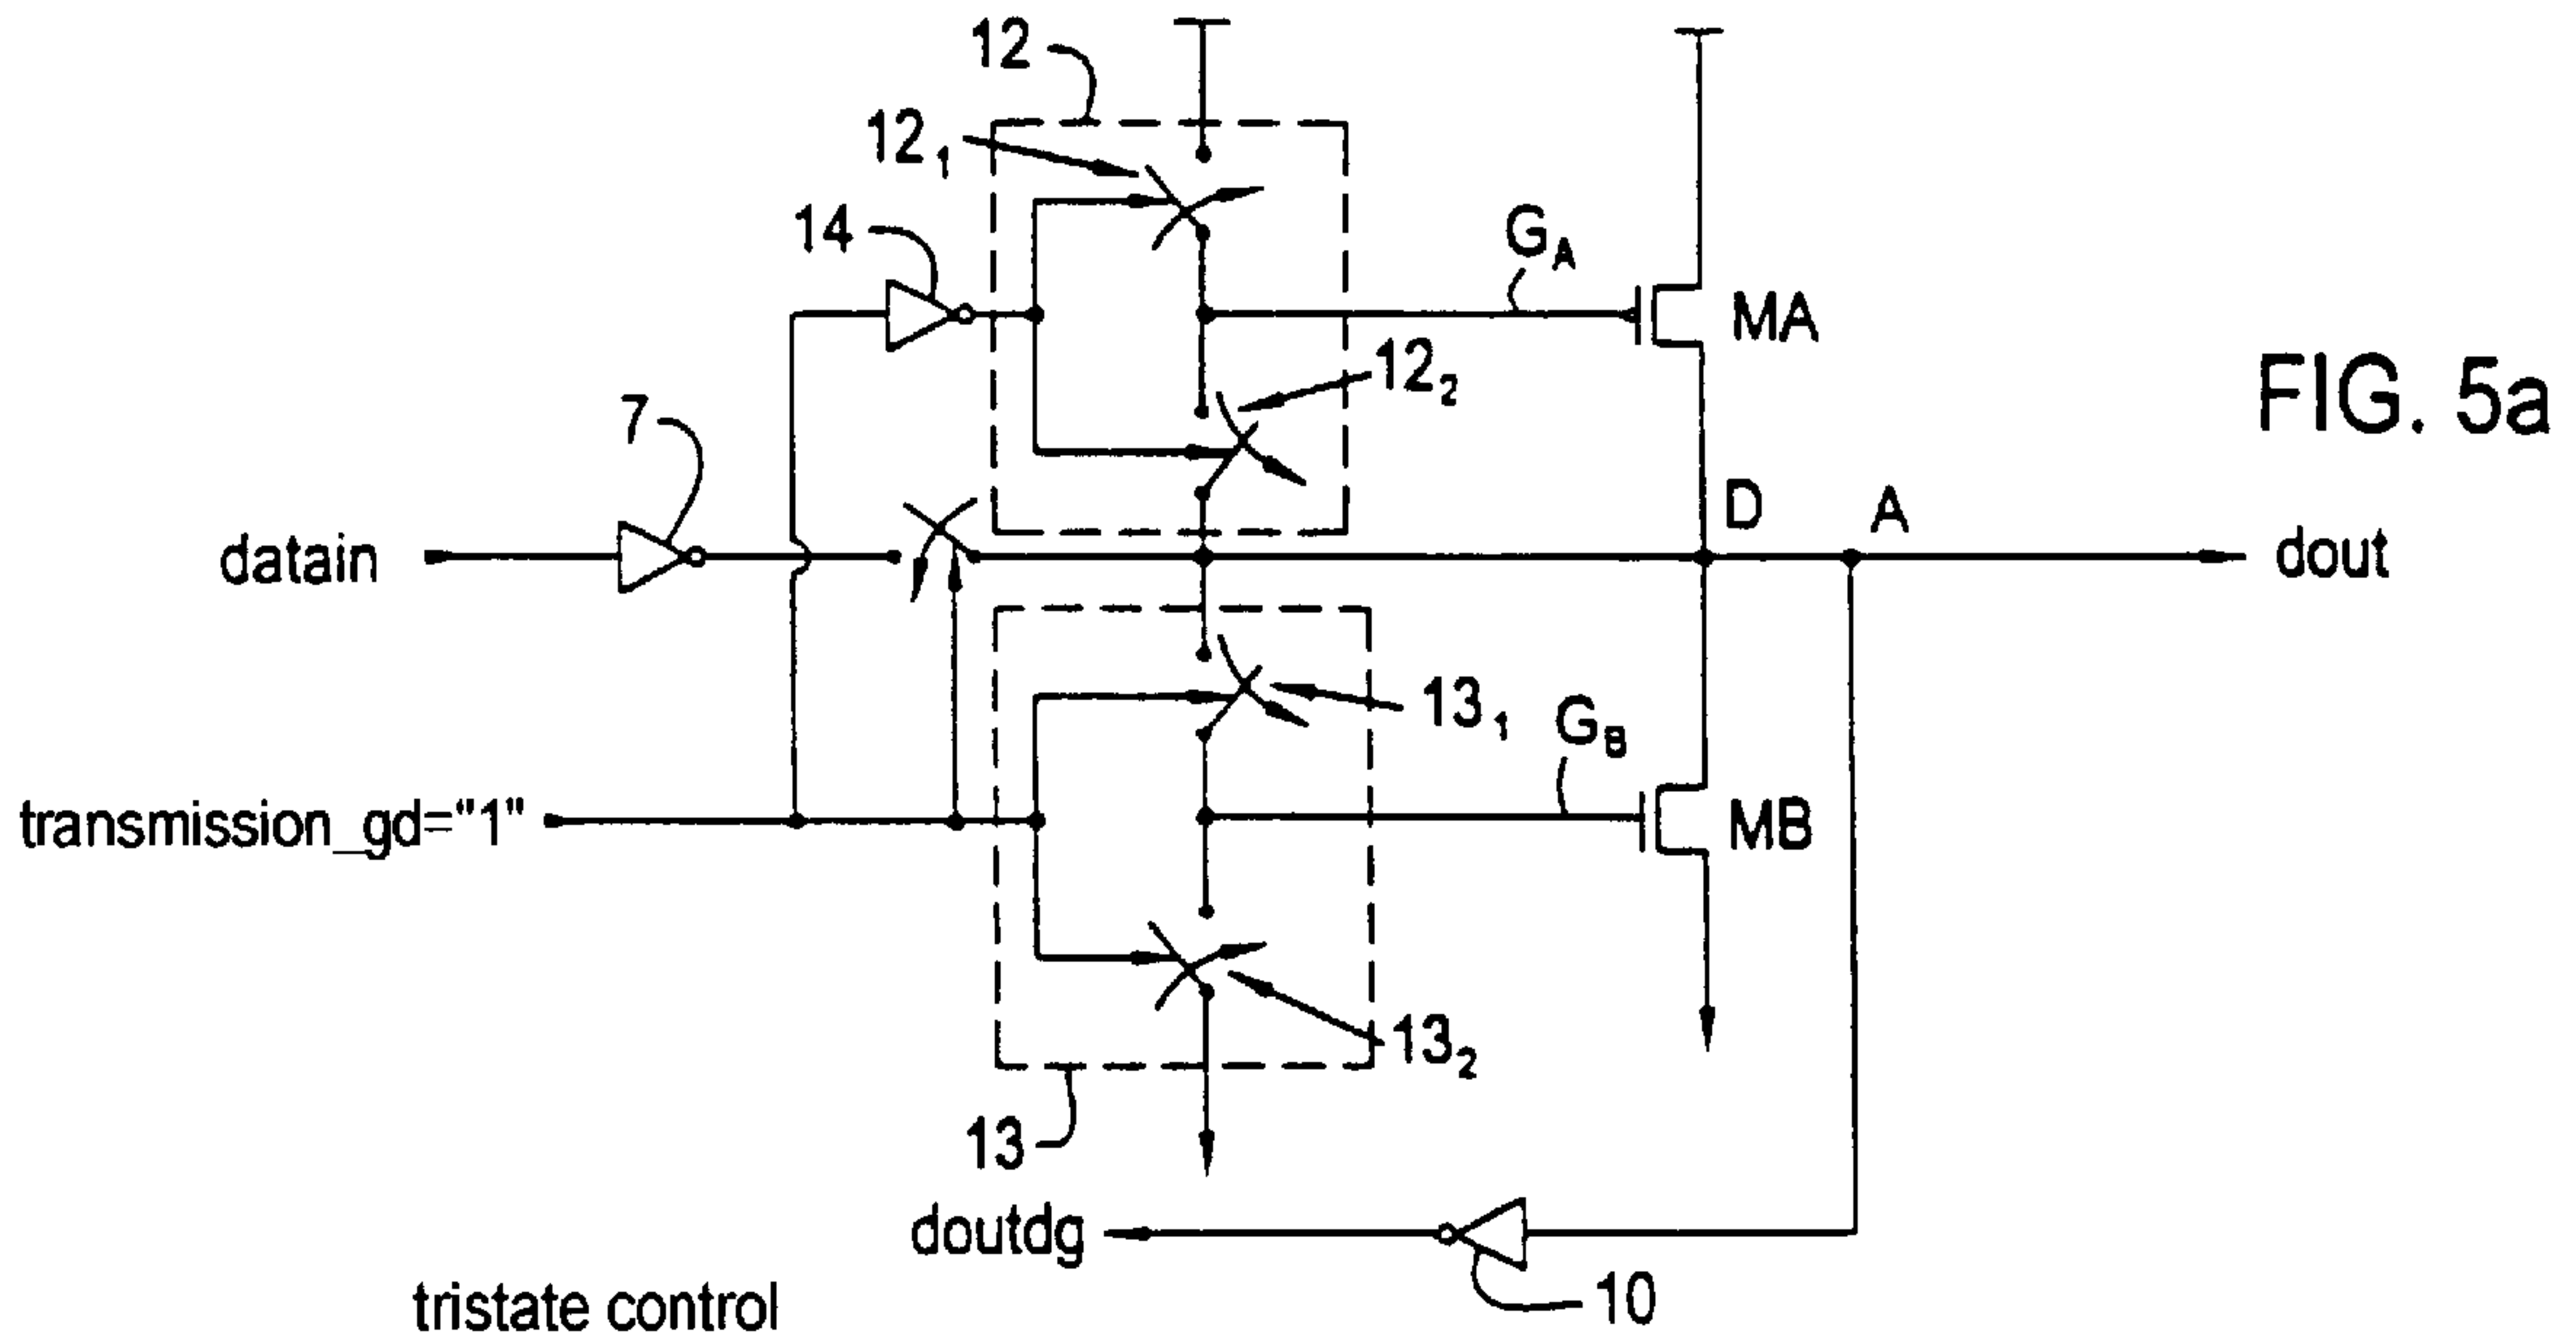 12
12₁
14
G_A
MA
12₂
FIG. 5a
7
D
A
datain
dout
13₁
G_B
transmission_gd="1"
MB
13₂
13
doutdg
10
tristate control